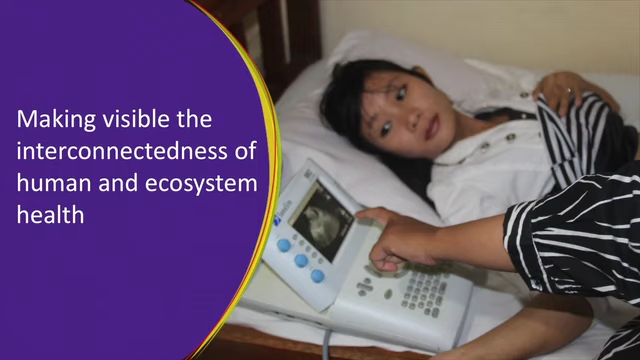 Making visible the
interconnectedness of
human and ecosystem
health